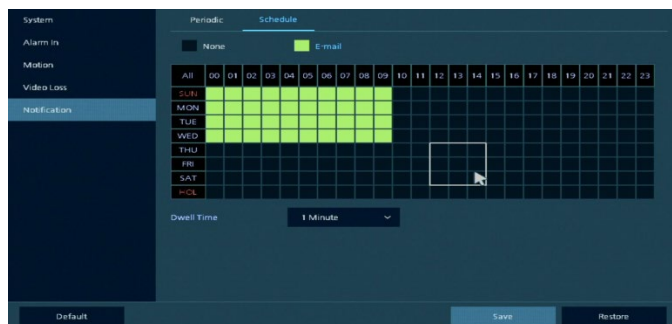 System
Alarm In
Motion
Video Loss
Notification
Periodic Schedule
None E-mail
All 00 01 02 03 04 05 06 07 08 09 10 11 12 13 14 15 16 17 18 19 20 21 22 23
SUN
MON
TUE
WED
THU
FRI
SAT
HOL
Dwell Time 1 Minute
Default Save Restore